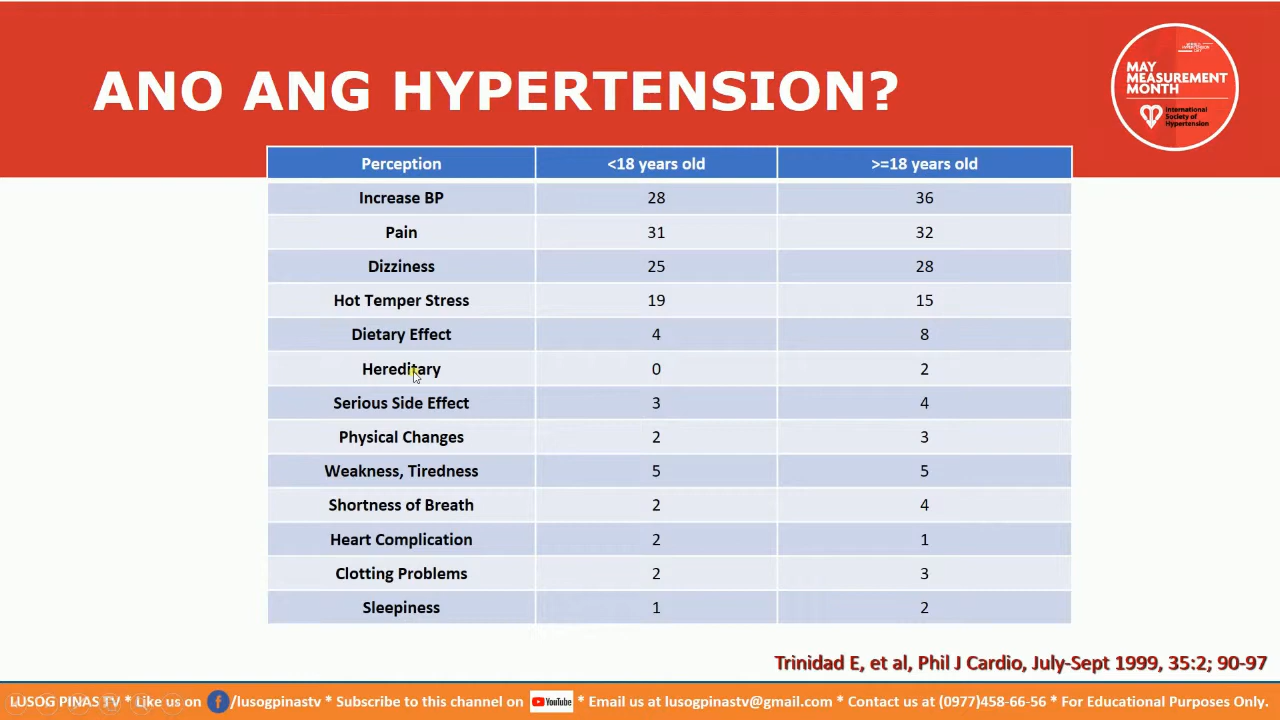 ANO ANG HYPERTENSION?
MAY
MEASUREMENT
MONTH
International
Society of
Hypertension
Perception <18 years old >=18 years old
Increase BP 28 36
Pain 31 32
Dizziness 25 28
Hot Temper Stress 19 15
Dietary Effect 4 8
Hereditary 0 2
Serious Side Effect 3 4
Physical Changes 2 3
Weakness, Tiredness 5 5
Shortness of Breath 2 4
Heart Complication 2 1
Clotting Problems 2 3
Sleepiness 1 2
Trinidad E, et al, Phil J Cardio, July-Sept 1999, 35:2; 90-97
LUSOG PINAS TV * Like us on f/lusogpinastv * Subscribe to this channel on YouTube * Email us at lusogpinastv@gmail.com * Contact us at (0977)458-66-56 * For Educational Purposes Only.